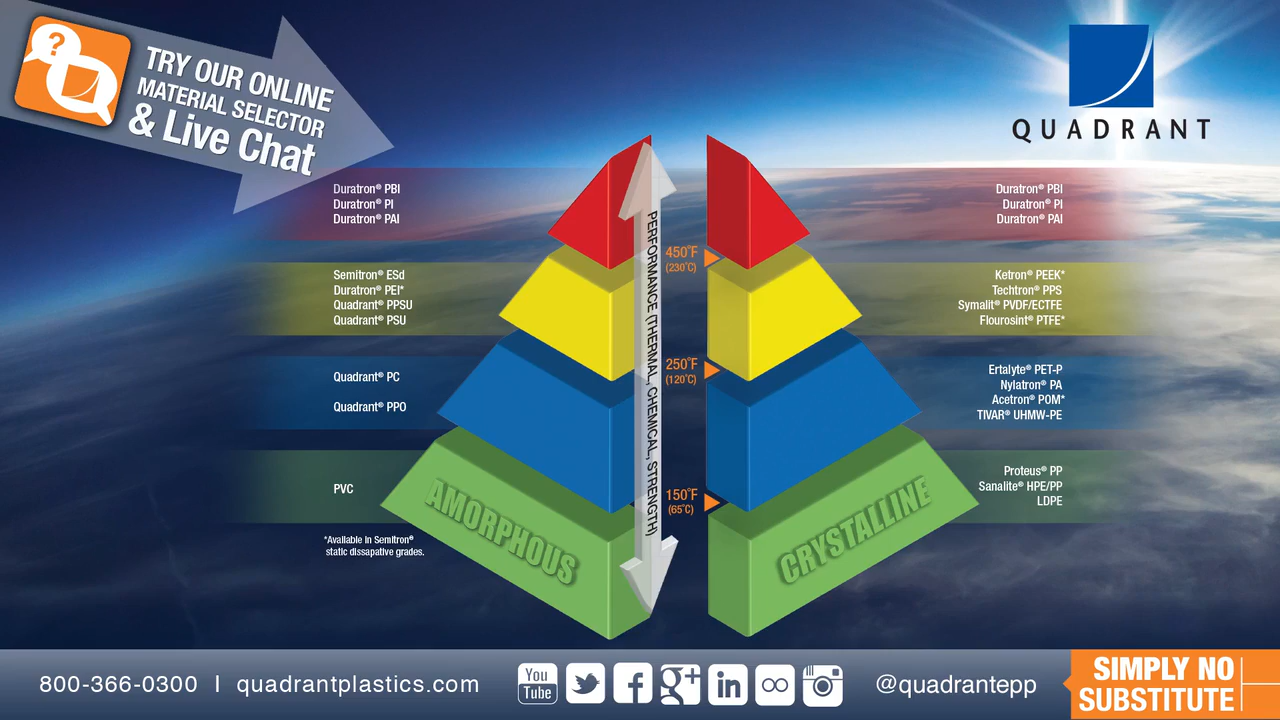 ?
TRY OUR ONLINE
MATERIAL SELECTOR
& Live Chat
QUADRANT
Duratron® PBI
Duratron® PI
Duratron® PAI
Semitron® ESd
Duratron® PEI*
Quadrant® PPSU
Quadrant® PSU
Quadrant® PC
Quadrant® PPO
PVC
*Available in Semitron®
static dissapative grades.
AMORPHOUS
PERFORMANCE (THERMAL, CHEMICAL, STRENGTH)
450°F
(230°C)
250°F
(120°C)
150°F
(65°C)
CRYSTALLINE
Duratron® PBI
Duratron® PI
Duratron® PAI
Ketron® PEEK*
Techtron® PPS
Symalit® PVDF/ECTFE
Flourosint® PTFE*
Ertalyte® PET-P
Nylatron® PA
Acetron® POM*
TIVAR® UHMW-PE
Proteus® PP
Sanalite® HPE/PP
LDPE
800-366-0300 | quadrantplastics.com
You
Tube
f
g+
in
@quadrantepp
SIMPLY NO
SUBSTITUTE